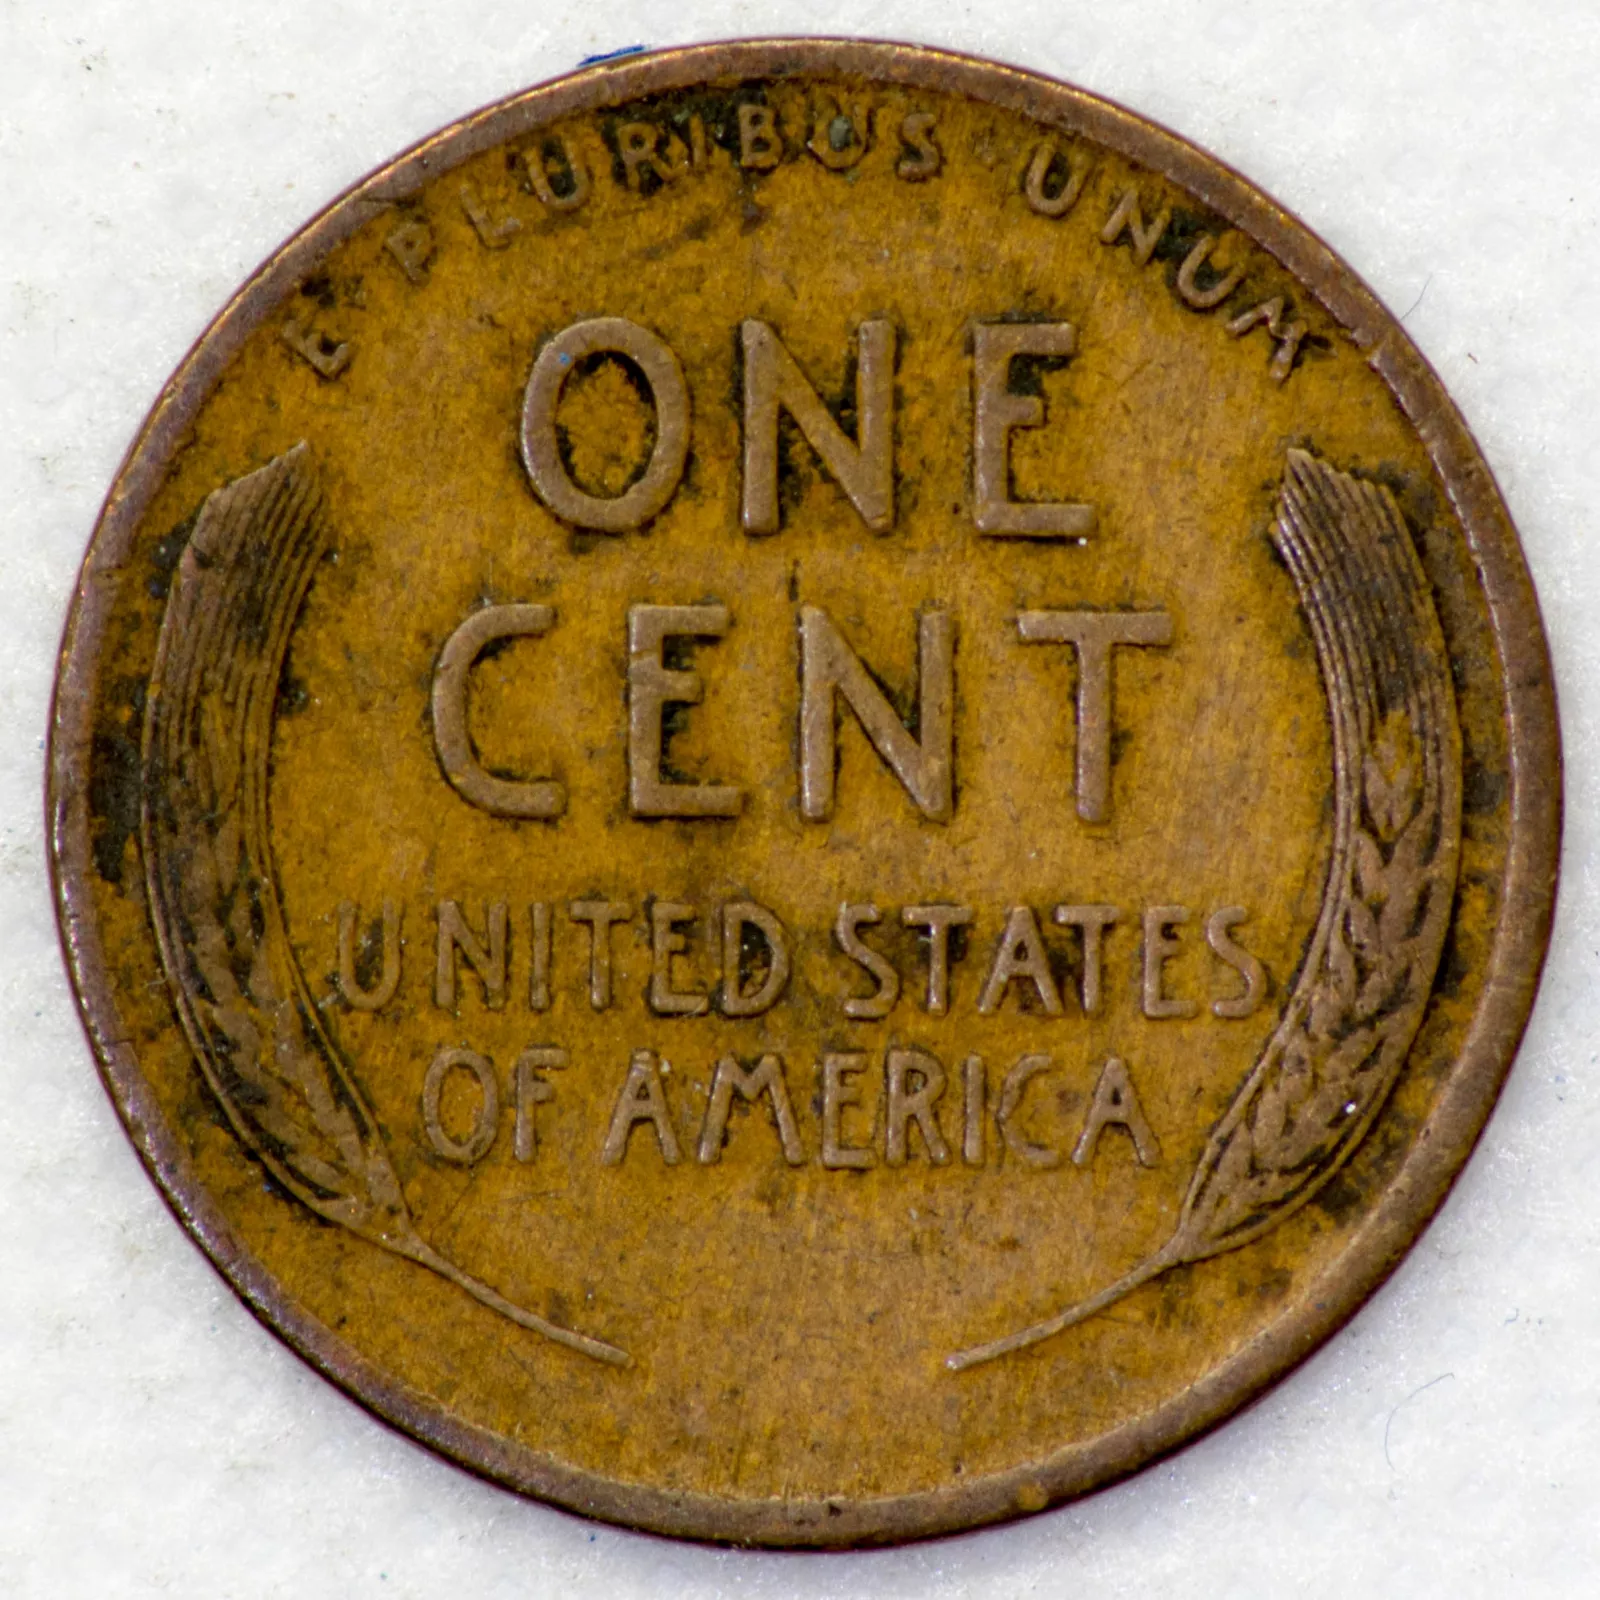 E PLURIBUS UNUM
ONE
CENT
UNITED STATES
OF AMERICA